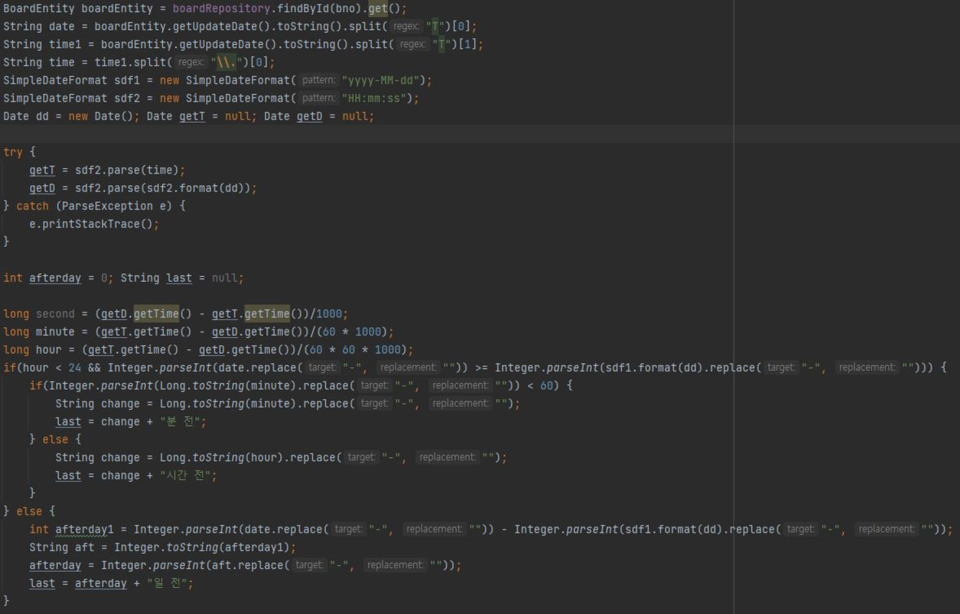 BoardEntity boardEntity = boardRepository.findById(bno).get();
String date = boardEntity.getUpdateDate().toString().split( regex: "T")[0];
String time1 = boardEntity.getUpdateDate().toString().split( regex: "T")[1];
String time = time1.split( regex: "\\.")[0];
SimpleDateFormat sdf1 = new SimpleDateFormat( pattern: "yyyy-MM-dd");
SimpleDateFormat sdf2 = new SimpleDateFormat( pattern: "HH:mm:ss");
Date dd = new Date(); Date getT = null; Date getD = null;
try {
getT = sdf2.parse(time);
getD = sdf2.parse(sdf2.format(dd));
} catch (ParseException e) {
e.printStackTrace();
}
int afterday = 0; String last = null;
long second = (getD.getTime() - getT.getTime())/1000;
long minute = (getT.getTime() - getD.getTime())/(60 * 1000);
long hour = (getT.getTime() - getD.getTime())/(60 * 60 * 1000);
if(hour < 24 && Integer.parseInt(date.replace( target: "-", replacement: "")) >= Integer.parseInt(sdf1.format(dd).replace( target: "-", replacement: ""))) {
if(Integer.parseInt(Long.toString(minute).replace( target: "-", replacement: "")) < 60) {
String change = Long.toString(minute).replace( target: "-", replacement: "");
last = change + "분 전";
} else {
String change = Long.toString(hour).replace( target: "-", replacement: "");
last = change + "시간 전";
}
} else {
int afterday1 = Integer.parseInt(date.replace( target: "-", replacement: "")) - Integer.parseInt(sdf1.format(dd).replace( target: "-", replacement: ""));
String aft = Integer.toString(afterday1);
afterday = Integer.parseInt(aft.replace( target: "-", replacement: ""));
last = afterday + "일 전";
}